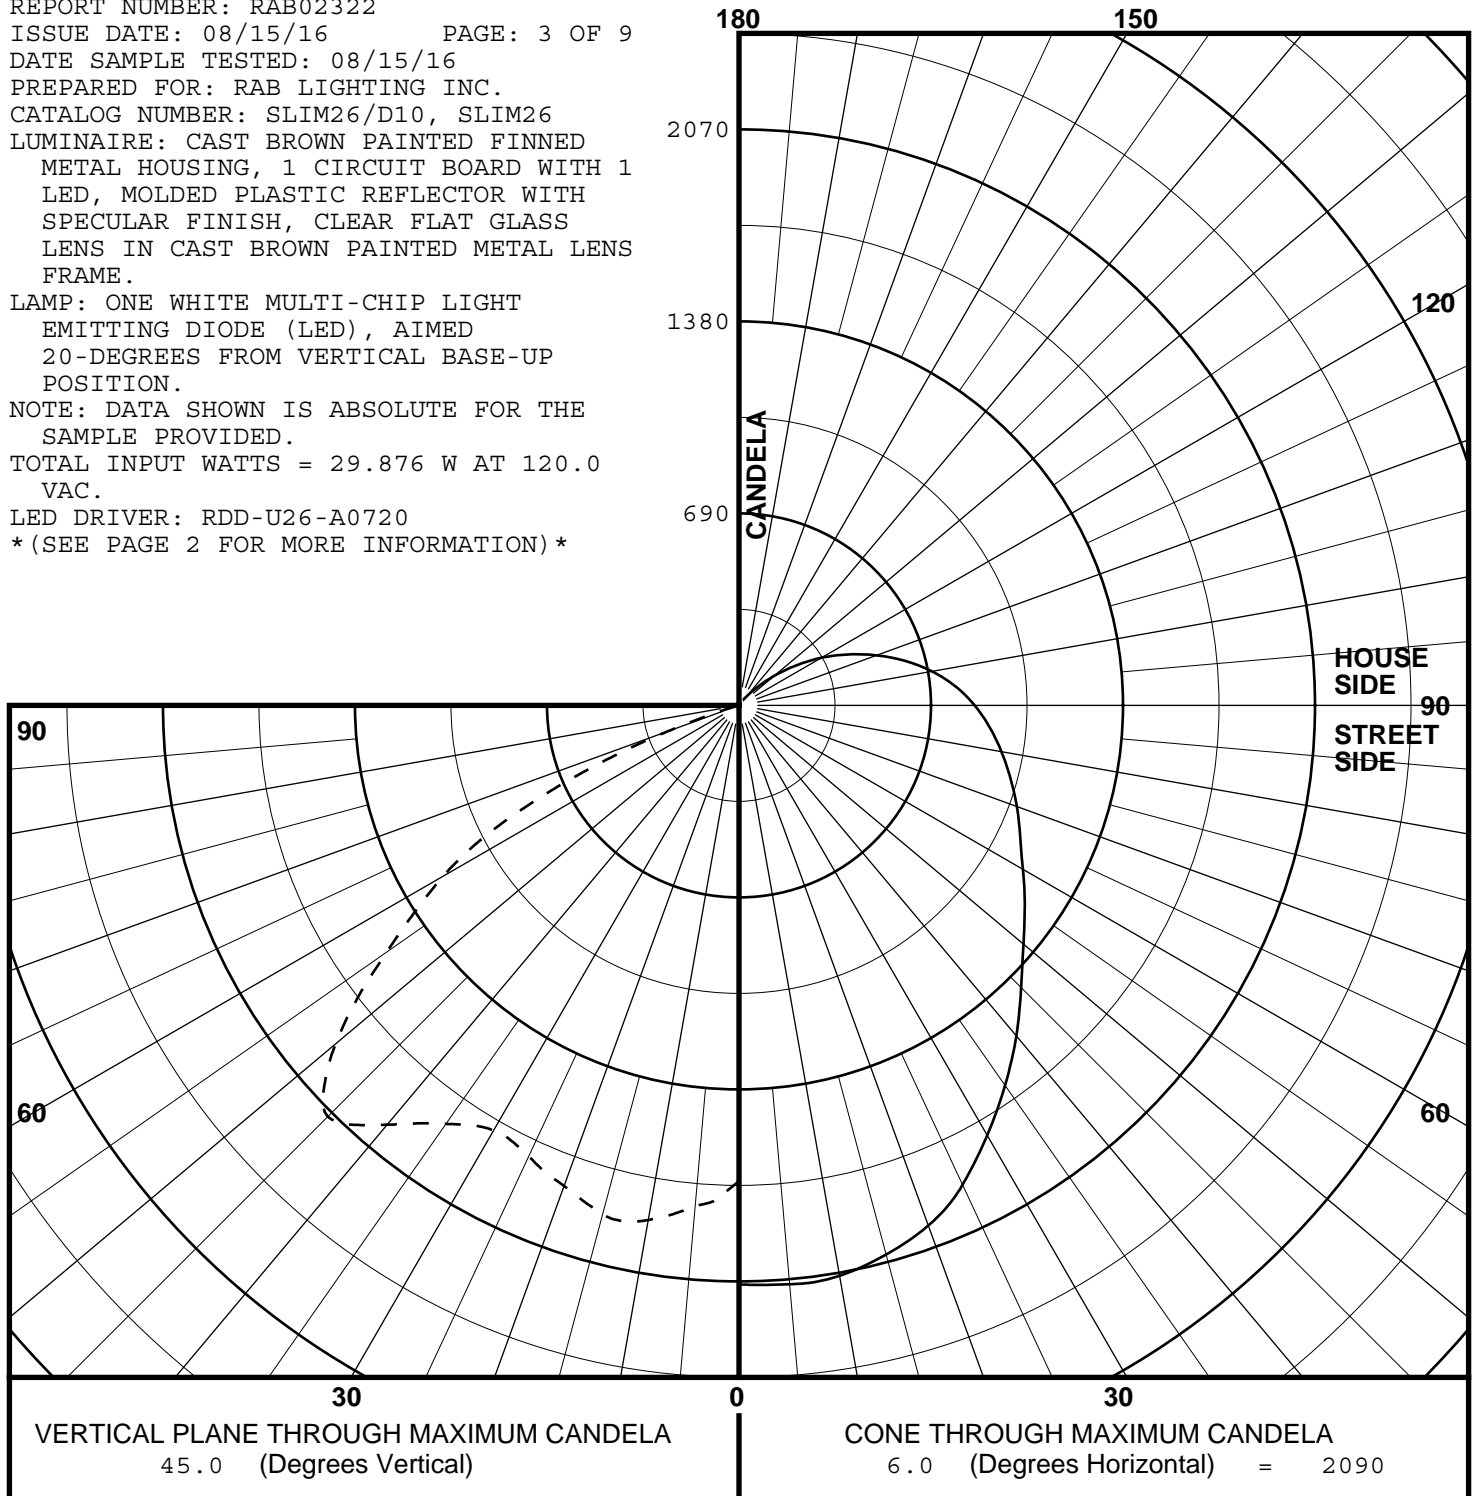 REPORT NUMBER: RAB02322
ISSUE DATE: 08/15/16 PAGE: 3 OF 9
DATE SAMPLE TESTED: 08/15/16
PREPARED FOR: RAB LIGHTING INC.
CATALOG NUMBER: SLIM26/D10, SLIM26
LUMINAIRE: CAST BROWN PAINTED FINNED
METAL HOUSING, 1 CIRCUIT BOARD WITH 1
LED, MOLDED PLASTIC REFLECTOR WITH
SPECULAR FINISH, CLEAR FLAT GLASS
LENS IN CAST BROWN PAINTED METAL LENS
FRAME.
LAMP: ONE WHITE MULTI-CHIP LIGHT
EMITTING DIODE (LED), AIMED
20-DEGREES FROM VERTICAL BASE-UP
POSITION.
NOTE: DATA SHOWN IS ABSOLUTE FOR THE
SAMPLE PROVIDED.
TOTAL INPUT WATTS = 29.876 W AT 120.0
VAC.
LED DRIVER: RDD-U26-A0720
*(SEE PAGE 2 FOR MORE INFORMATION)*
180
150
2070
120
1380
CANDELA
690
HOUSE
SIDE
90
90
STREET
SIDE
60
60
30
0
30
VERTICAL PLANE THROUGH MAXIMUM CANDELA
45.0 (Degrees Vertical)
CONE THROUGH MAXIMUM CANDELA
6.0 (Degrees Horizontal) = 2090